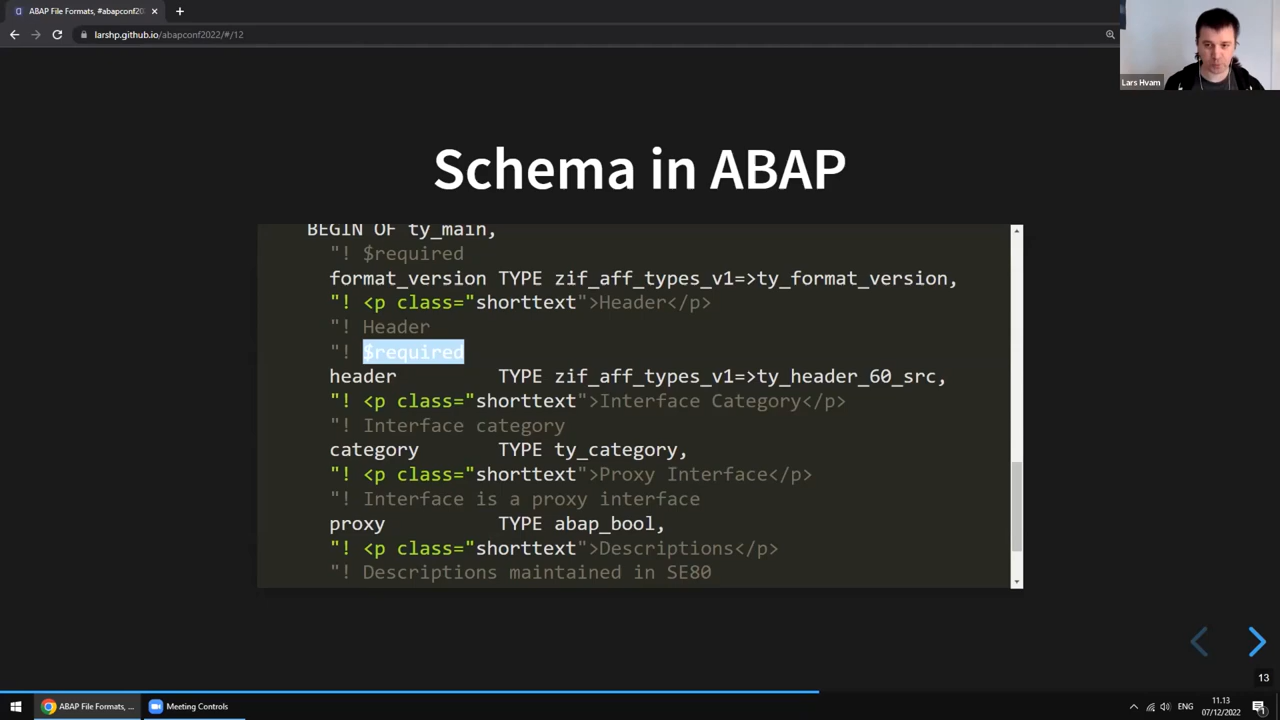 ABAP File Formats, #abapconf202
larshp.github.io/abapconf2022/#/12
Lars Hvam
Schema in ABAP
BEGIN OF ty_main,
"! $required
format_version TYPE zif_aff_types_v1=>ty_format_version,
"! <p class="shorttext">Header</p>
"! Header
"! $required
header TYPE zif_aff_types_v1=>ty_header_60_src,
"! <p class="shorttext">Interface Category</p>
"! Interface category
category TYPE ty_category,
"! <p class="shorttext">Proxy Interface</p>
"! Interface is a proxy interface
proxy TYPE abap_bool,
"! <p class="shorttext">Descriptions</p>
"! Descriptions maintained in SE80
13
ABAP File Formats, ...
Meeting Controls
ENG
11.13
07/12/2022